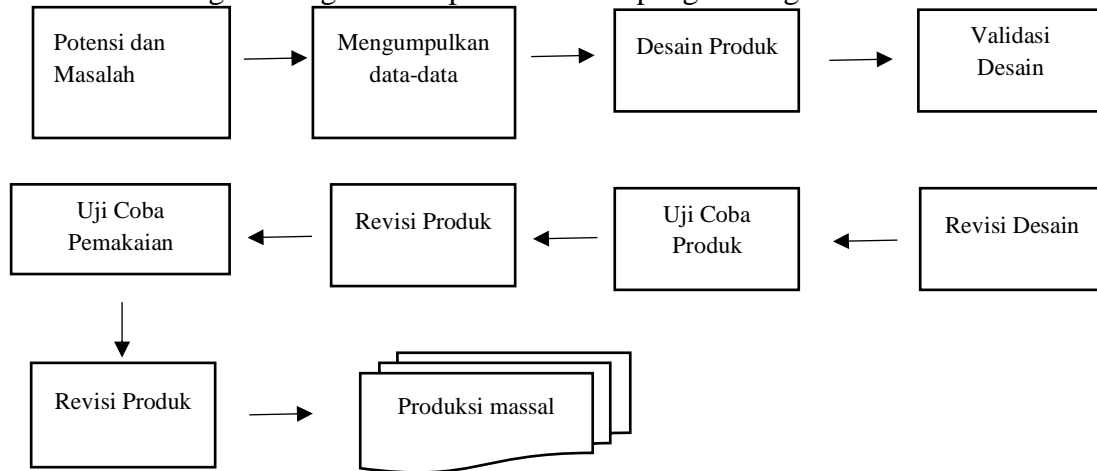 Potensi dan
Masalah
Mengumpulkan
data-data
Desain Produk
Validasi
Desain
Uji Coba
Pemakaian
Revisi Produk
Uji Coba
Produk
Revisi Desain
Revisi Produk
Produksi massal